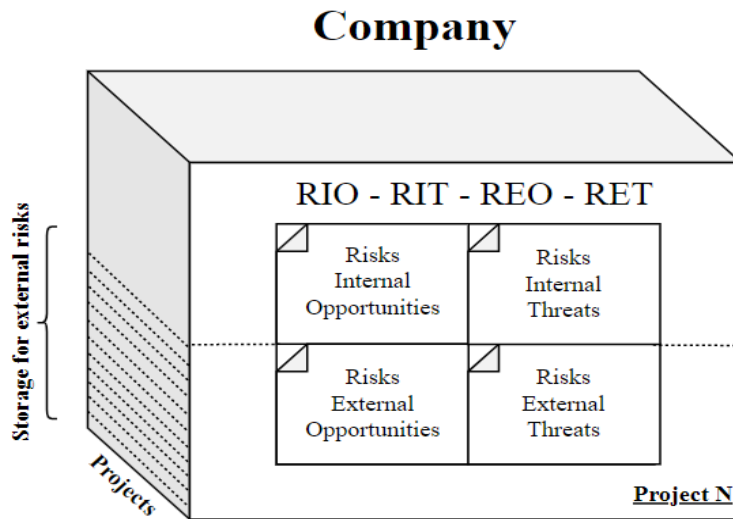 Company
RIO - RIT - REO - RET
Storage for external risks
Risks
Internal
Opportunities
Risks
Internal
Threats
Risks
External
Opportunities
Risks
External
Threats
Projects
Project N